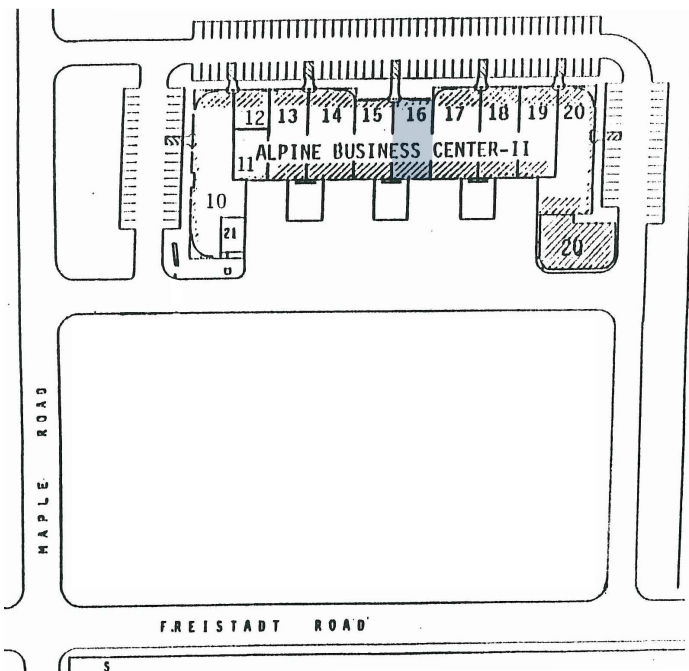 12 13 14 15 16 17 18 19 20
11 ALPINE BUSINESS CENTER-II
10
21
20
MAPLE ROAD
FREISTADT ROAD
S